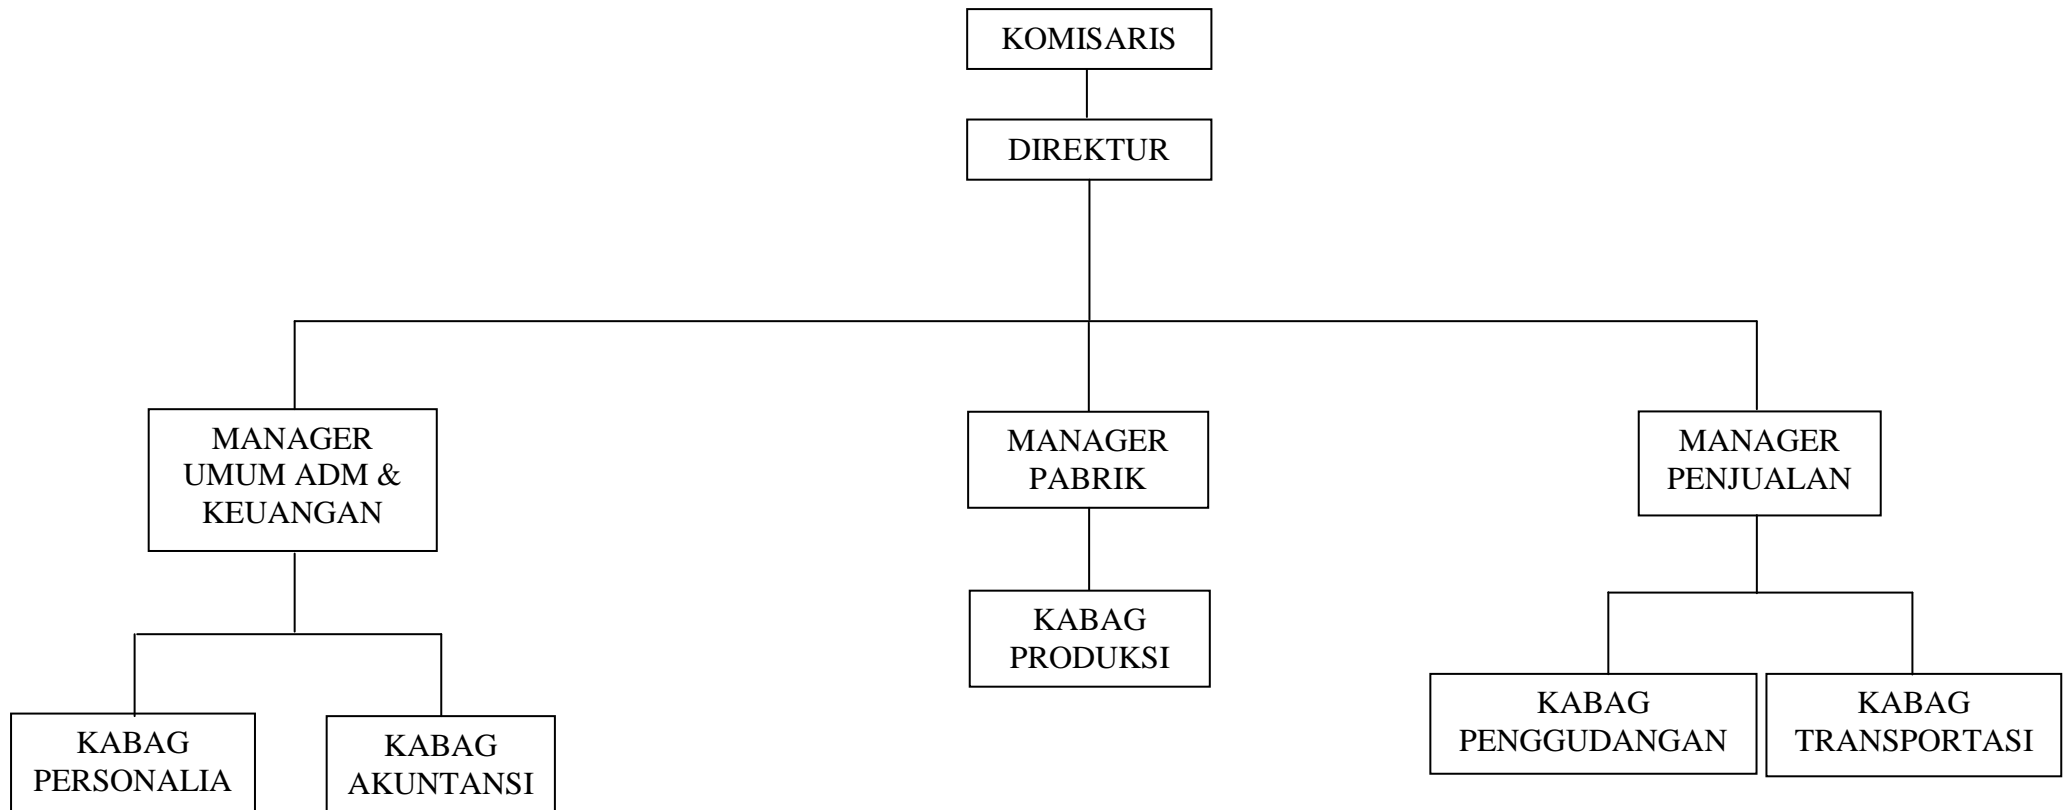 KOMISARIS
DIREKTUR
MANAGER
UMUM ADM &
KEUANGAN
MANAGER
PABRIK
MANAGER
PENJUALAN
KABAG
PRODUKSI
KABAG
PERSONALIA
KABAG
AKUNTANSI
KABAG
PENGGUDANGAN
KABAG
TRANSPORTASI